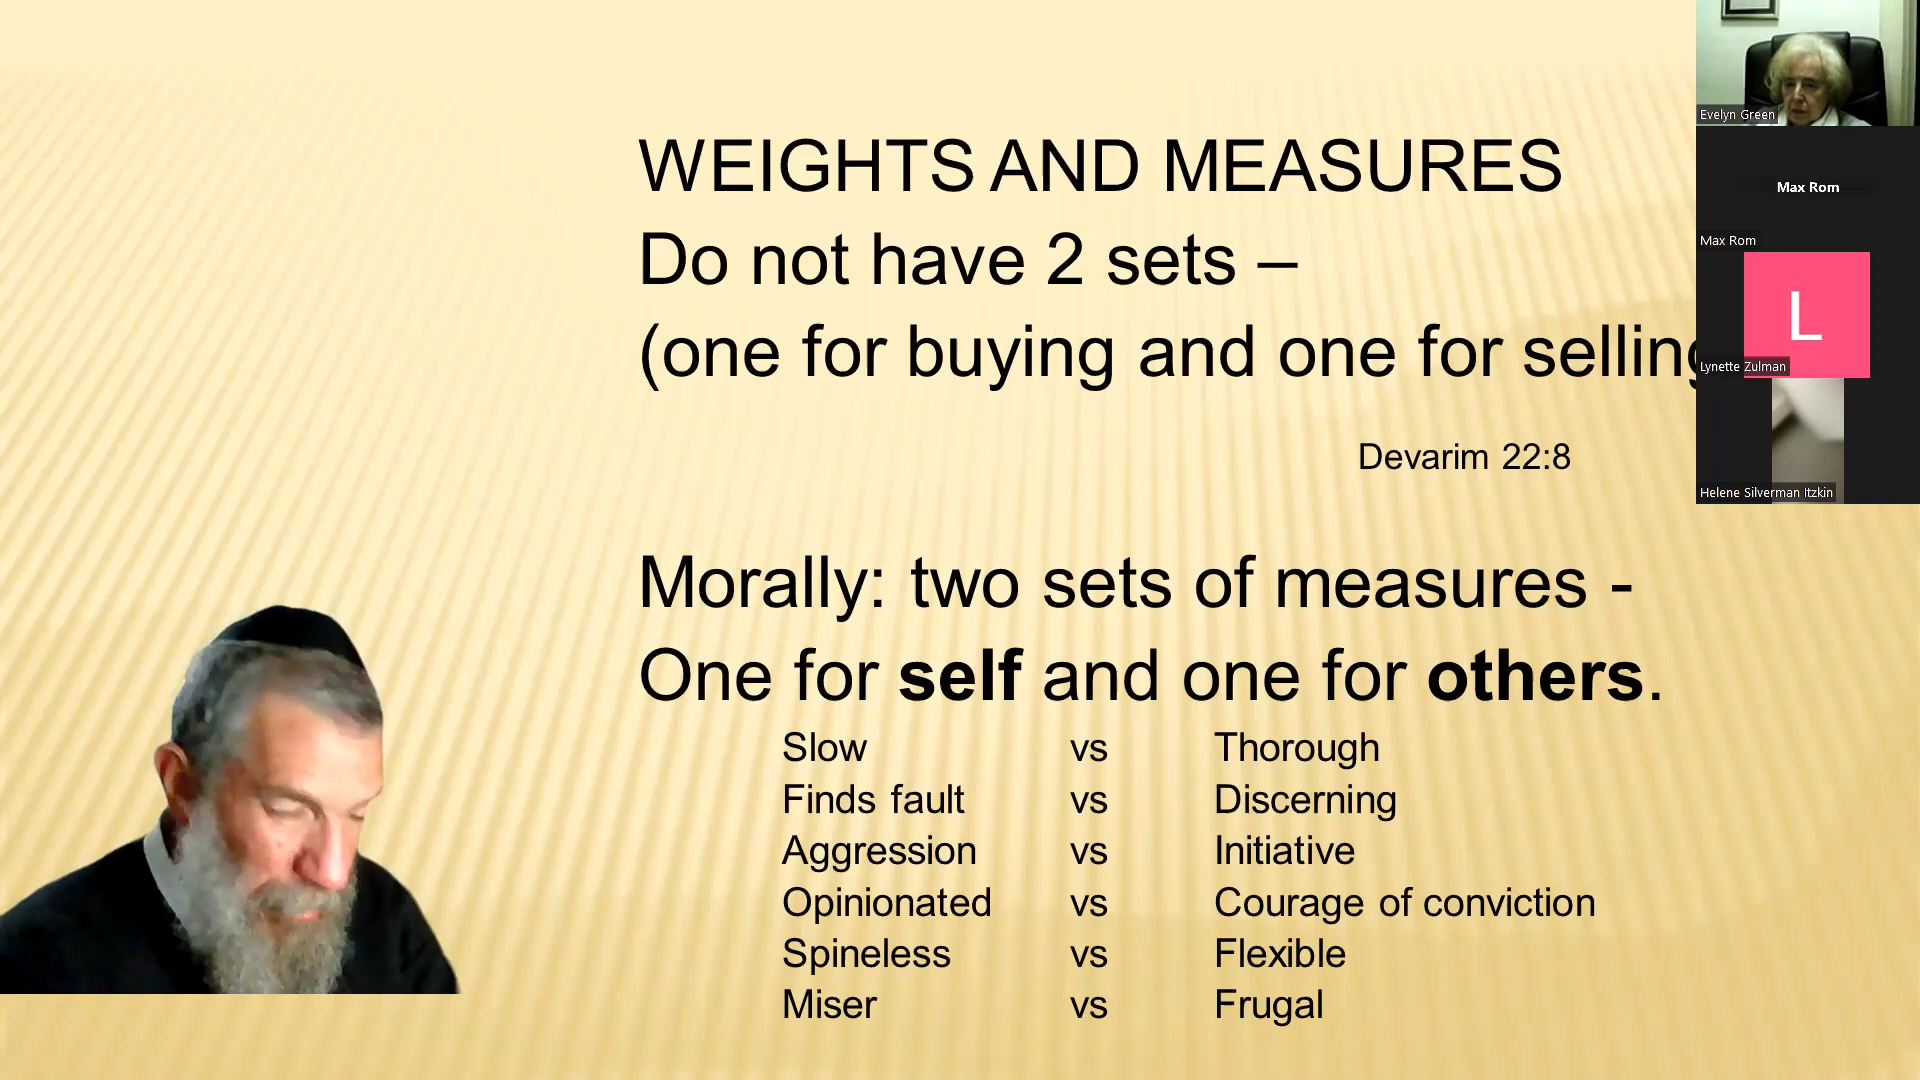 WEIGHTS AND MEASURES
Do not have 2 sets –
(one for buying and one for selling
Devarim 22:8
Morally: two sets of measures -
One for self and one for others.
Slow vs Thorough
Finds fault vs Discerning
Aggression vs Initiative
Opinionated vs Courage of conviction
Spineless vs Flexible
Miser vs Frugal
Evelyn Green
Max Rom
Max Rom
L
Lynette Zulman
Helene Silverman Itzkin